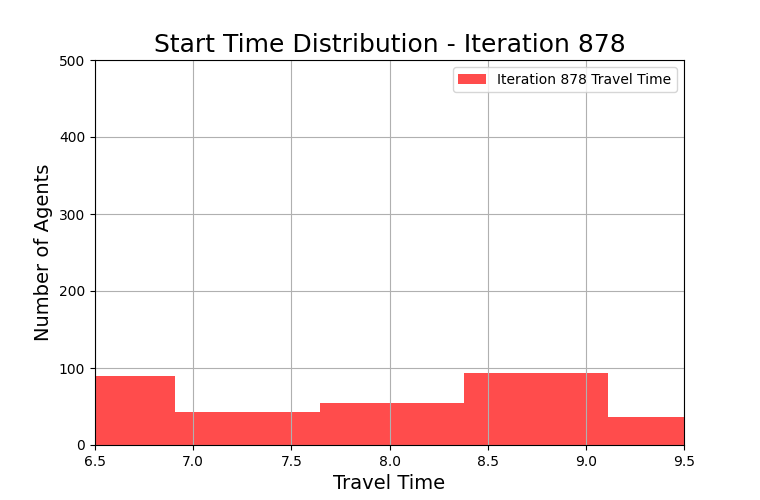 Start Time Distribution - Iteration 878
Iteration 878 Travel Time
Number of Agents
500
400
300
200
100
0
6.5 7.0 7.5 8.0 8.5 9.0 9.5
Travel Time